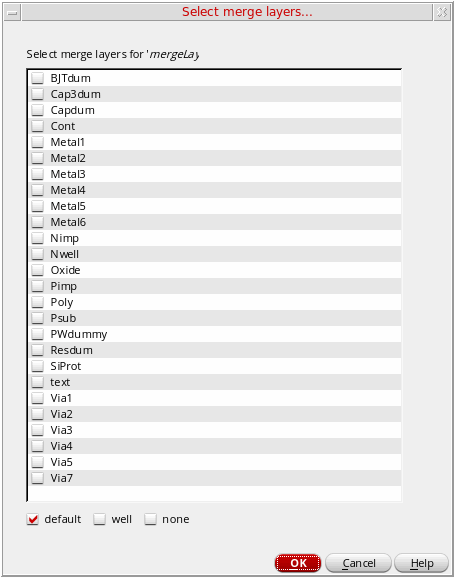 Select merge layers...
Select merge layers for 'mergeLay
BJTdum
Cap3dum
Capdum
Cont
Metal1
Metal2
Metal3
Metal4
Metal5
Metal6
Nimp
Nwell
Oxide
Pimp
Poly
Psub
PWdummy
Resdum
SiProt
text
Via1
Via2
Via3
Via4
Via5
Via7
default well none
OK Cancel Help